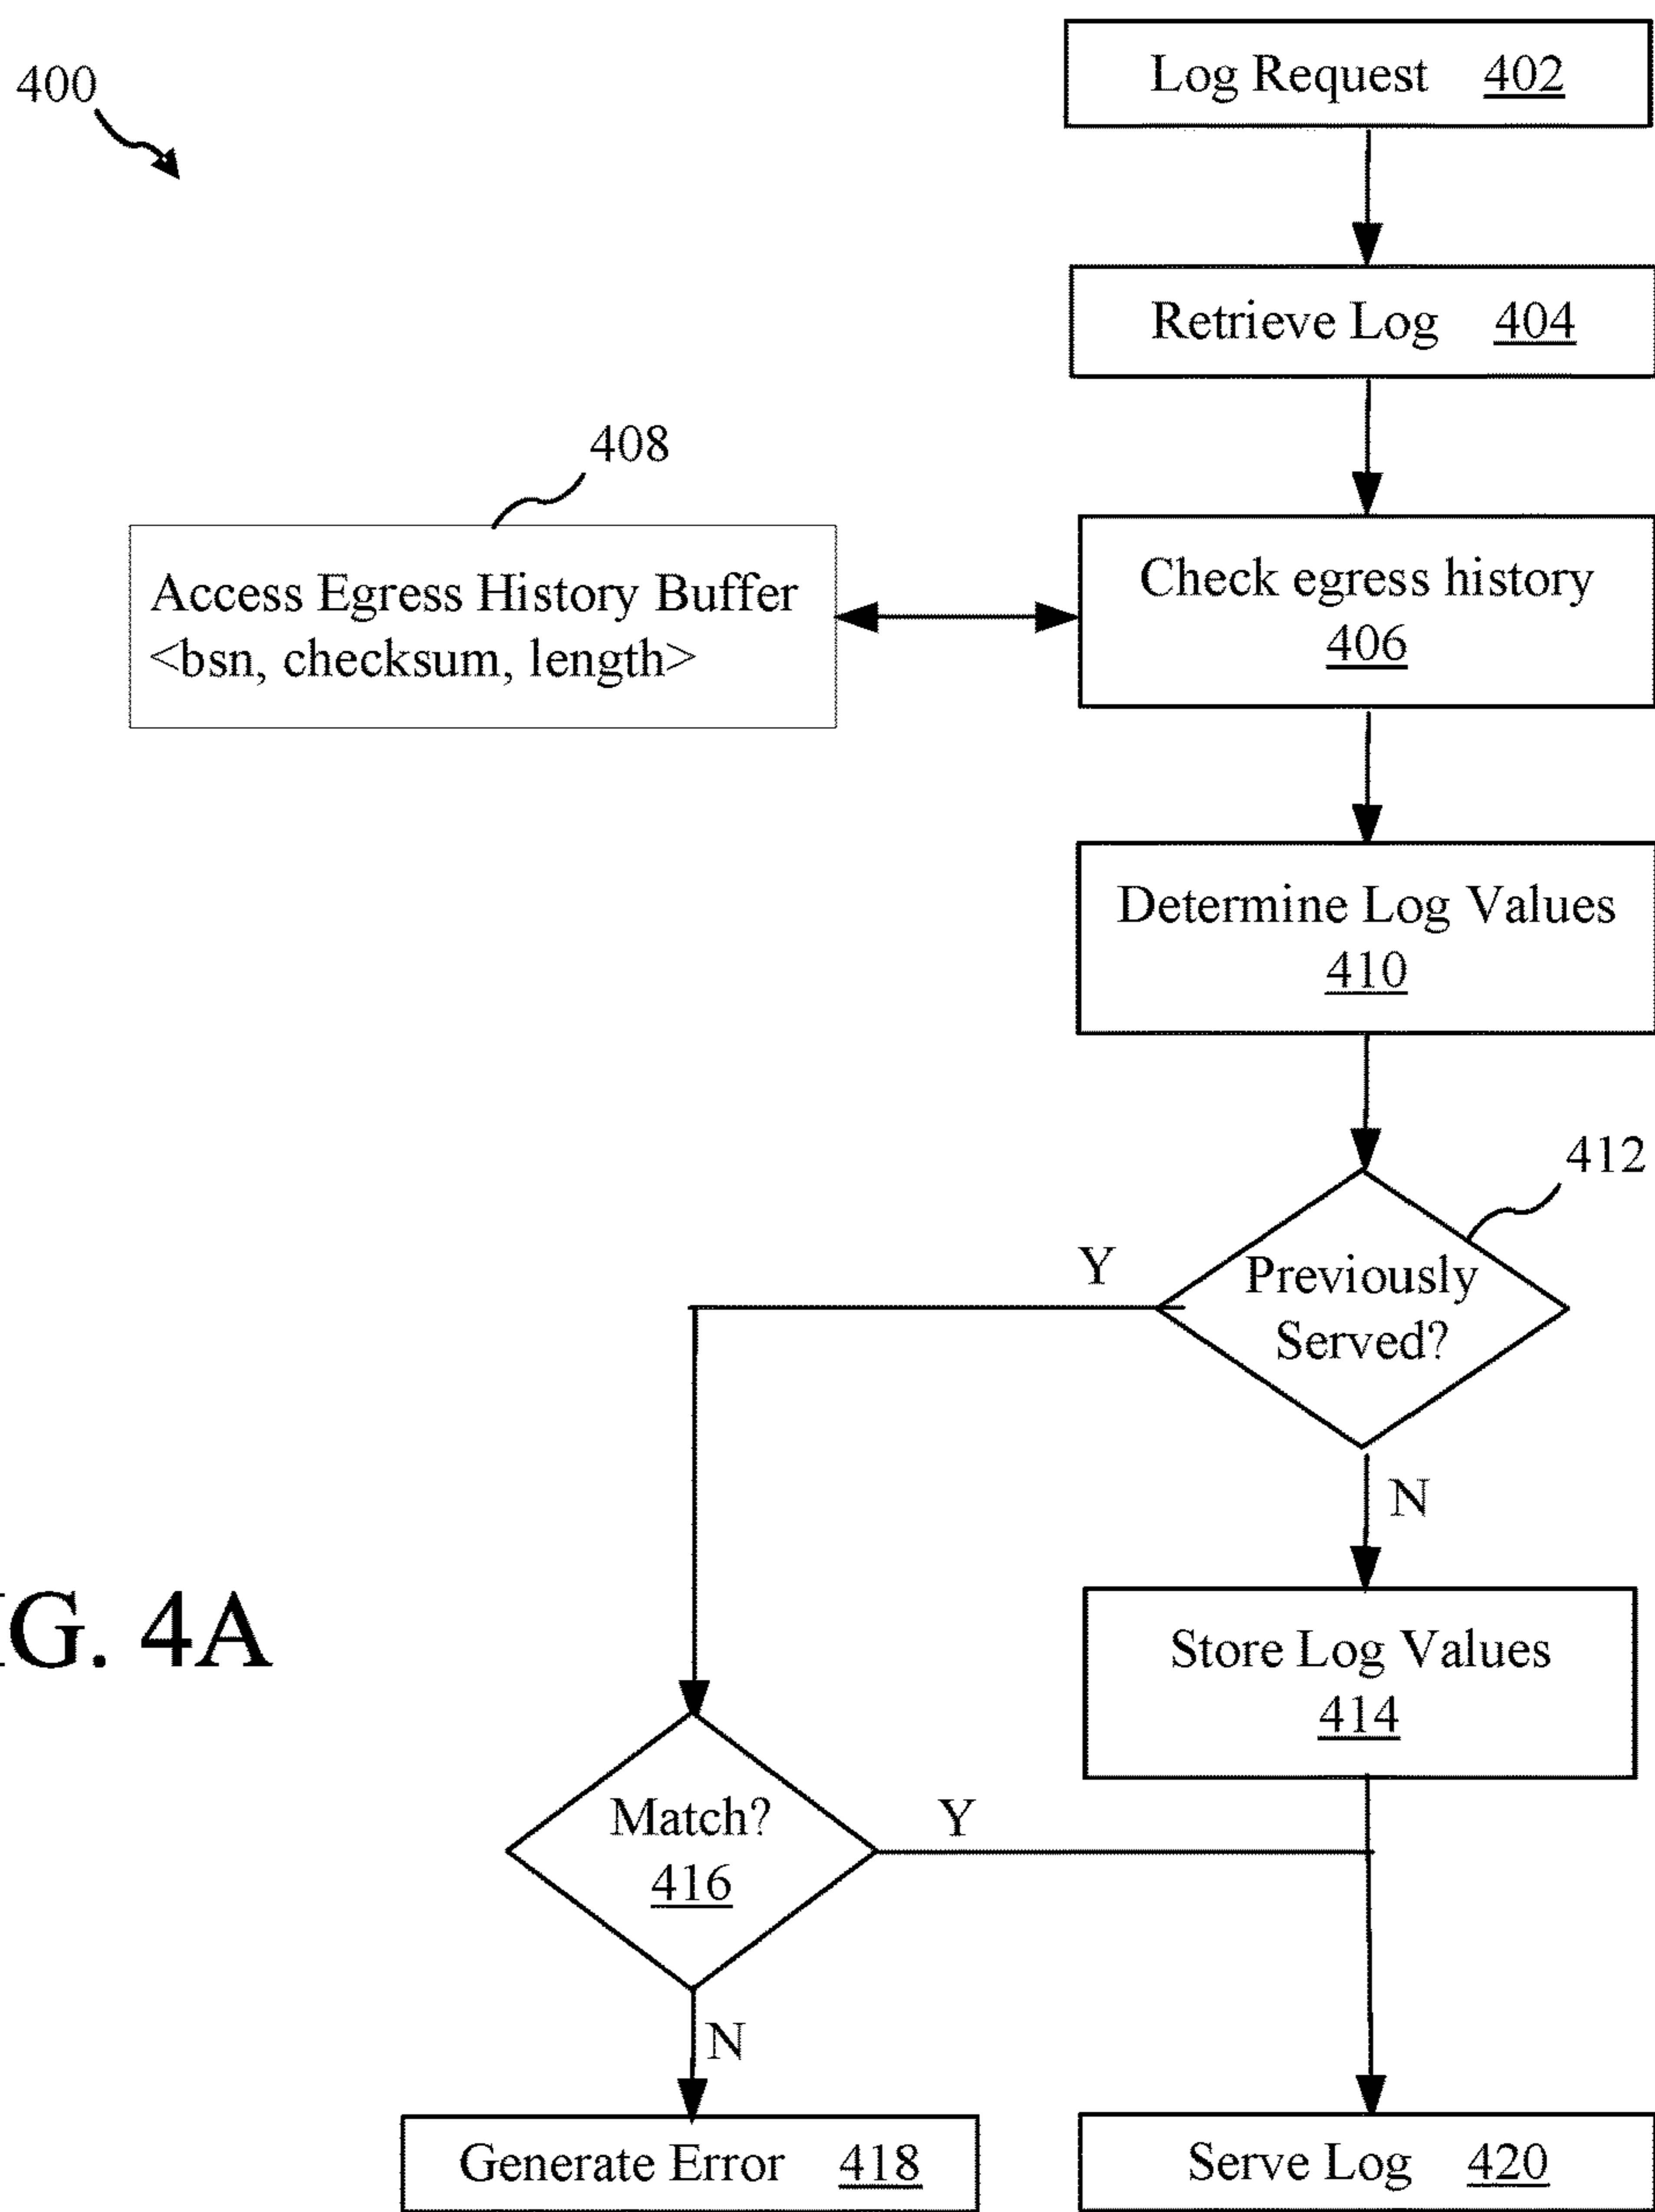 400
Log Request 402
Retrieve Log 404
408
Access Egress History Buffer
<bsn, checksum, length>
Check egress history
406
Determine Log Values
410
412
Previously
Served?
Y
N
Store Log Values
414
G. 4A
Match?
416
Y
N
Generate Error 418
Serve Log 420